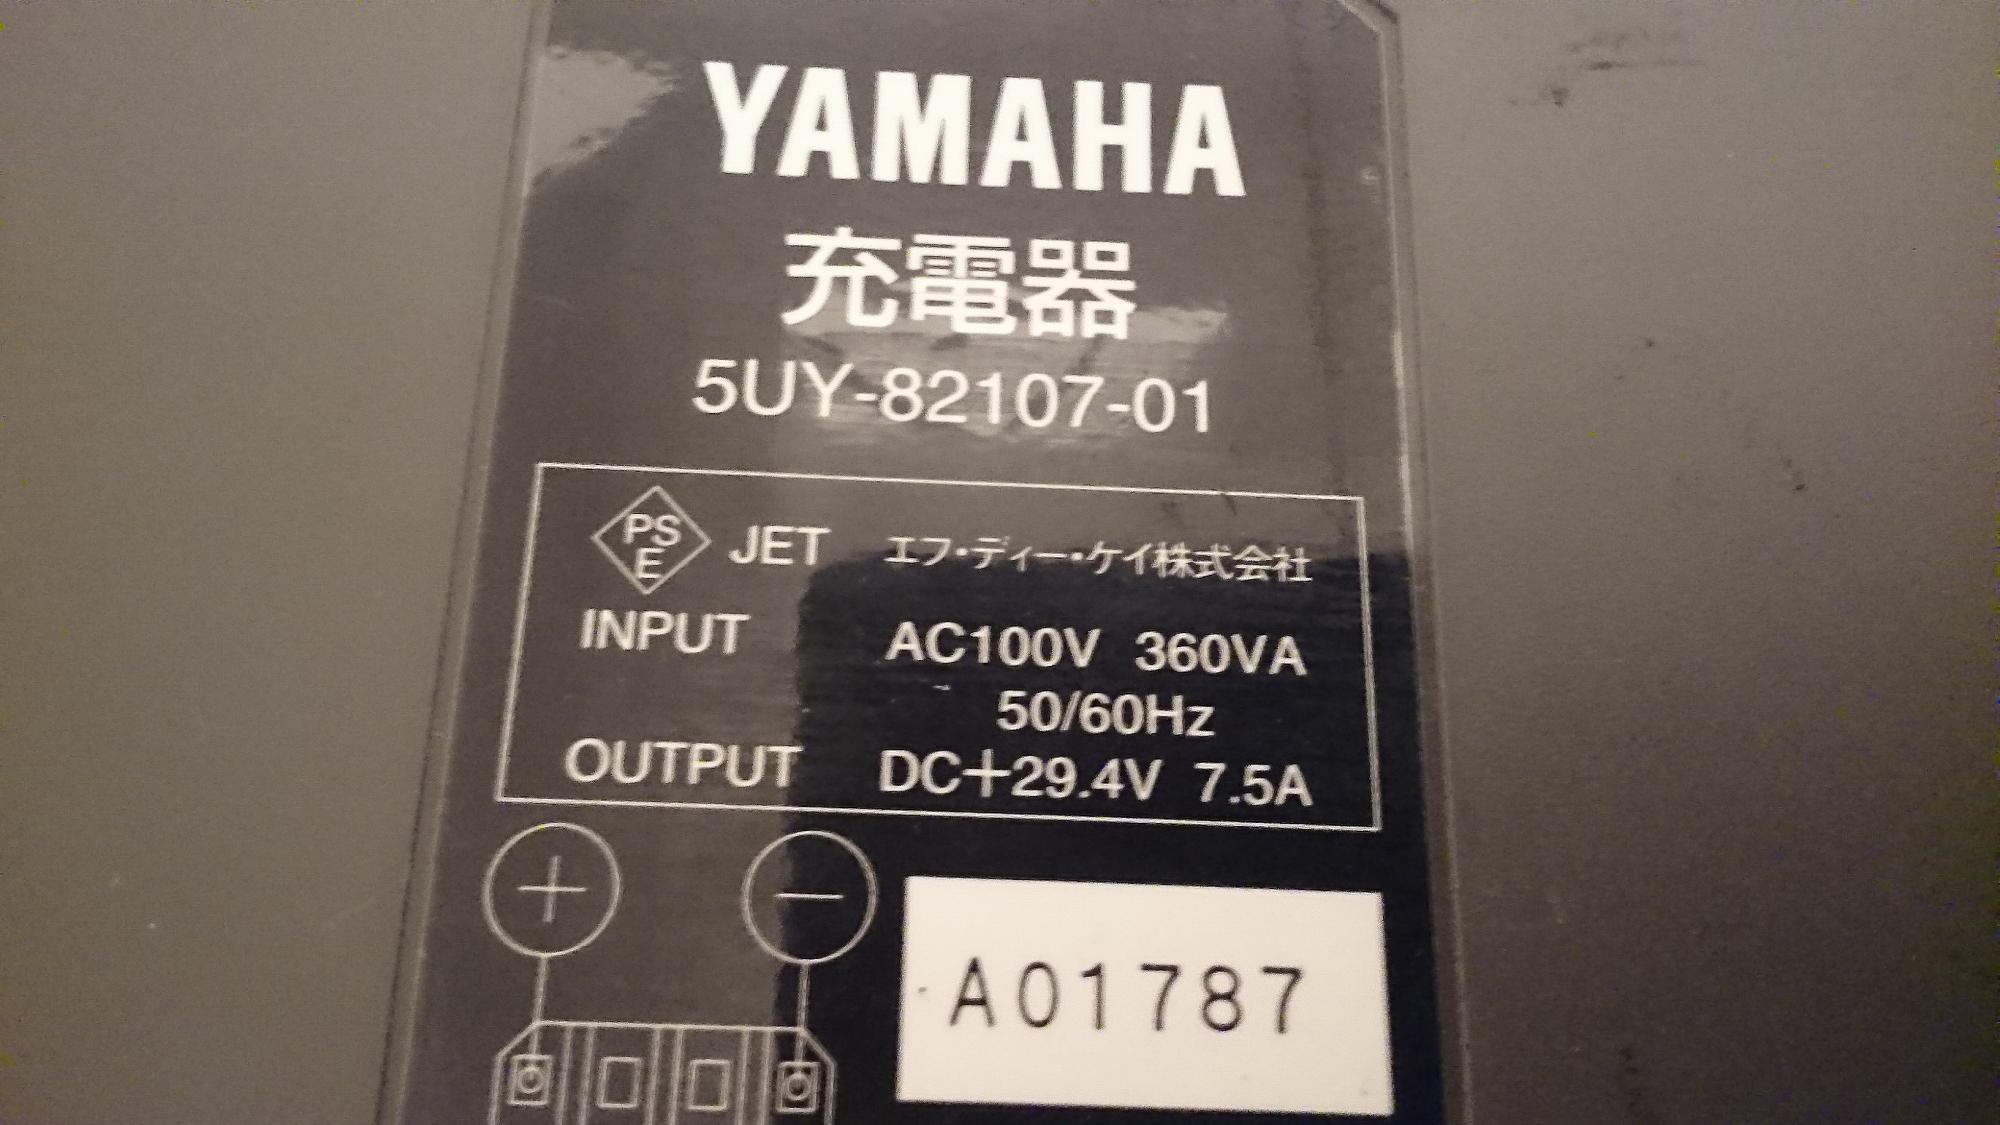 YAMAHA
充電器
5UY-82107-01
PS
E
JET エフ・ディー・ケイ株式会社
INPUT AC100V 360VA
50/60Hz
OUTPUT DC+29.4V 7.5A
+ −
A01787